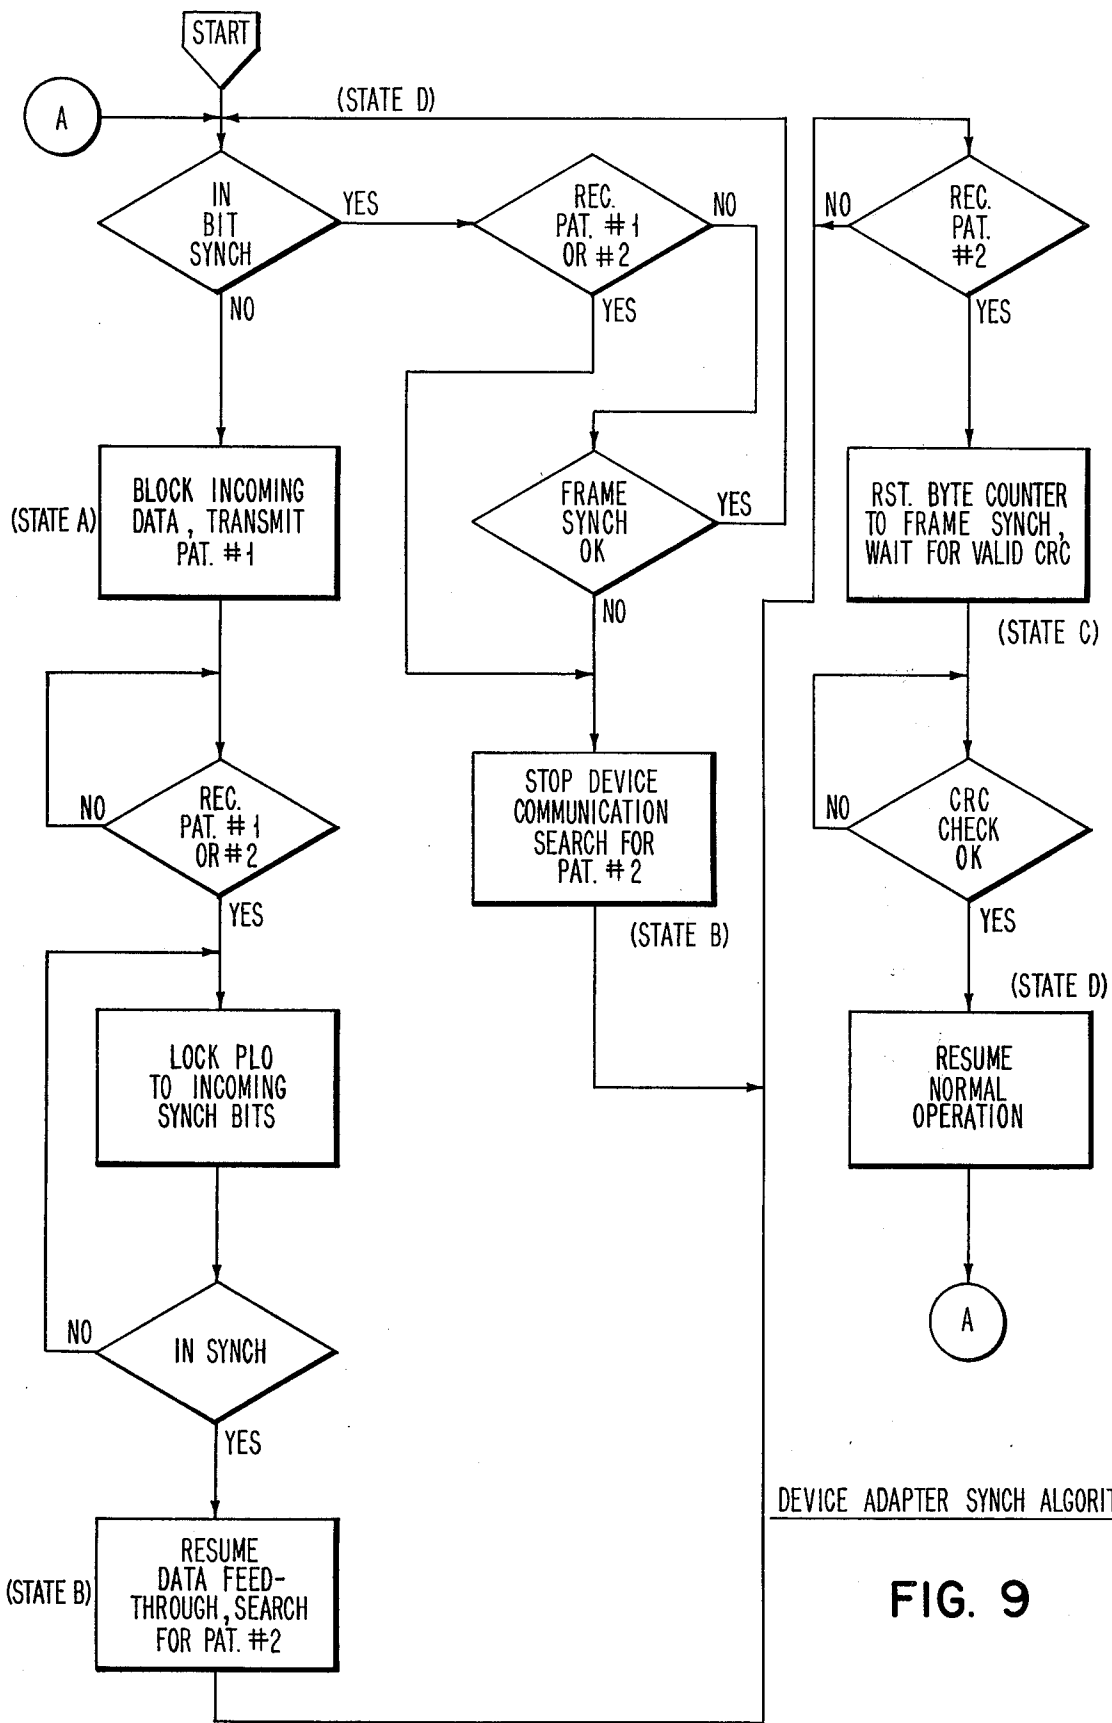 START
A
(STATE D)
IN
BIT
SYNCH
YES
NO
REC.
PAT. #1
OR #2
NO
YES
REC.
PAT.
#2
NO
YES
(STATE A)
BLOCK INCOMING
DATA, TRANSMIT
PAT. #1
FRAME
SYNCH
OK
YES
NO
RST. BYTE COUNTER
TO FRAME SYNCH,
WAIT FOR VALID CRC
(STATE C)
REC.
PAT. #1
OR #2
NO
YES
STOP DEVICE
COMMUNICATION
SEARCH FOR
PAT. #2
(STATE B)
CRC
CHECK
OK
NO
YES
(STATE D)
LOCK PLO
TO INCOMING
SYNCH BITS
RESUME
NORMAL
OPERATION
A
IN SYNCH
NO
YES
(STATE B)
RESUME
DATA FEED-
THROUGH, SEARCH
FOR PAT. #2
DEVICE ADAPTER SYNCH ALGORIT
FIG. 9